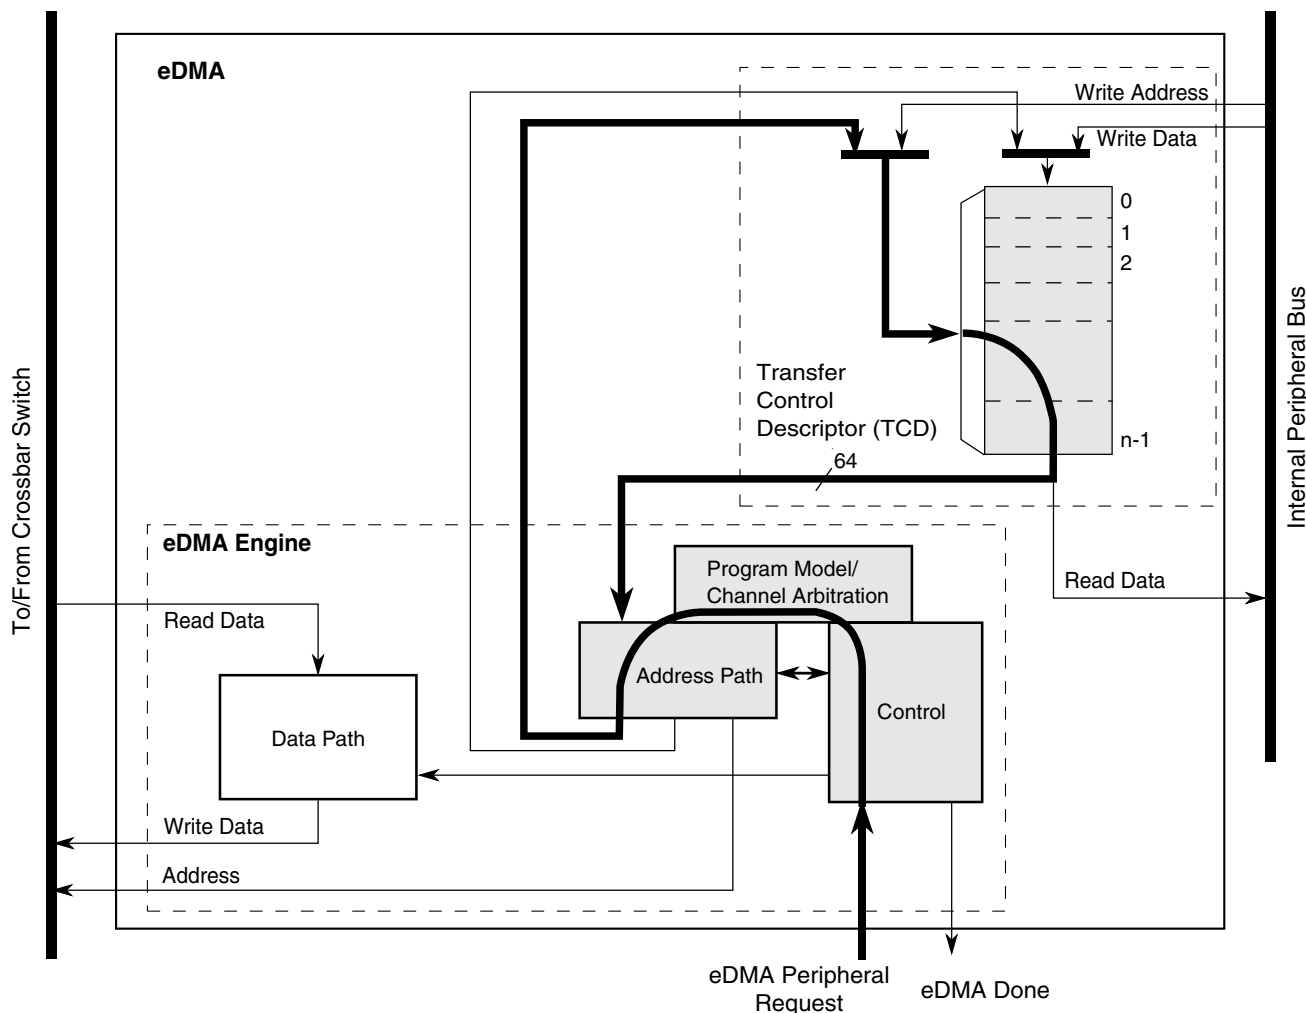 eDMA
Write Address
Write Data
0
1
2
n-1
Transfer
Control
Descriptor (TCD)
64
To/From Crossbar Switch
Internal Peripheral Bus
eDMA Engine
Program Model/
Channel Arbitration
Read Data
Read Data
Address Path
Control
Data Path
Write Data
Address
eDMA Peripheral
Request
eDMA Done